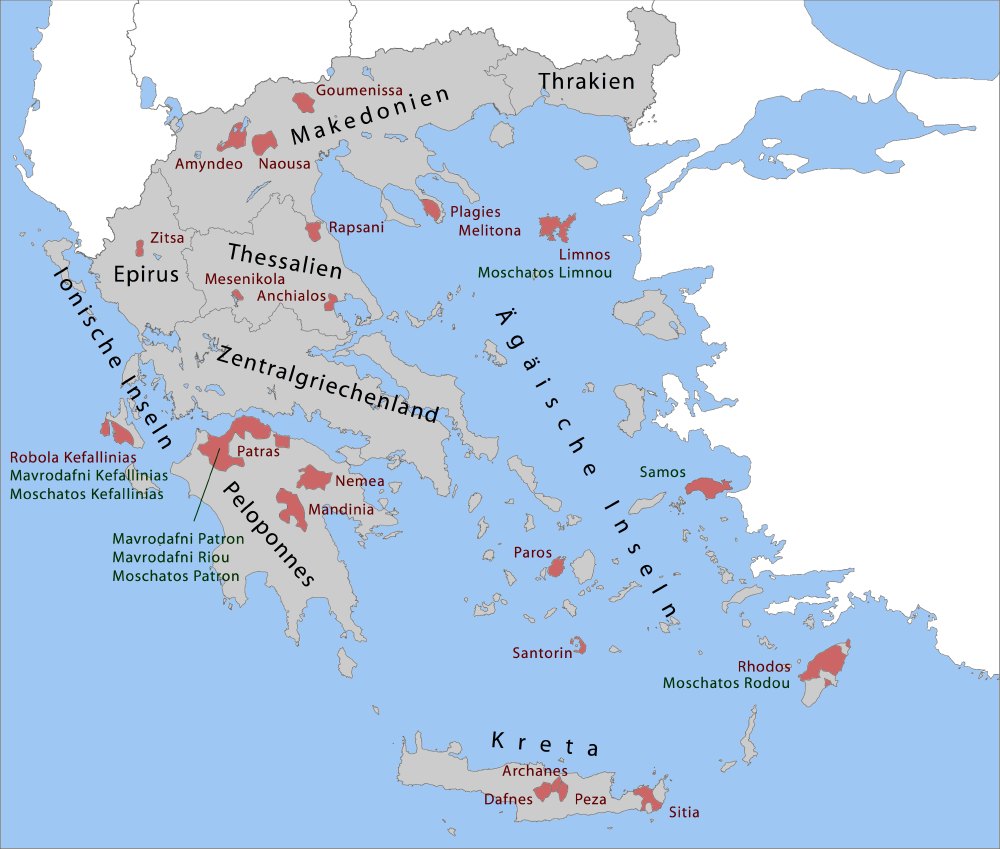 Thrakien
Goumenissa
Makedonien
Amyndeo
Naousa
Plagies
Melitona
Rapsani
Zitsa
Limnos
Moschatos Limnou
Thessalien
Epirus
Mesenikola
Anchialos
Ionische Inseln
Ägäische Inseln
Zentralgriechenland
Robola Kefallinias
Mavrodafni Kefallinias
Moschatos Kefallinias
Patras
Nemea
Mandinia
Samos
Peloponnes
Mavrodafni Patron
Mavrodafni Riou
Moschatos Patron
Paros
Santorin
Rhodos
Moschatos Rodou
Kreta
Archanes
Dafnes
Peza
Sitia